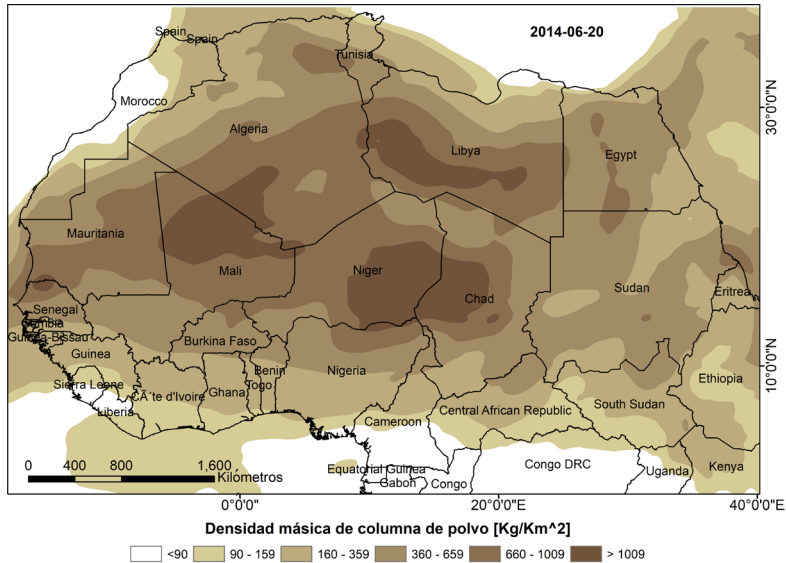 Spain
Spain
2014-06-20
Tunisia
Morocco
30°0'0"N
Algeria
Libya
Egypt
Mauritania
Mali
Niger
Chad
Sudan
Eritrea
Senegal
Gambia
Guinea-Bissau
Guinea
Burkina Faso
Benin
Nigeria
10°0'0"N
Sierra Leone
CÃ´te d'Ivoire
Ghana
Togo
Ethiopia
Liberia
Cameroon
Central African Republic
South Sudan
Equatorial Guinea
Gabon
Congo
Congo DRC
Uganda
Kenya
0 400 800 1,600
Kilómetros
0°0'0" 20°0'0"E 40°0'0"E
Densidad másica de columna de polvo [Kg/Km^2]
<90 90 - 159 160 - 359 360 - 659 660 - 1009 > 1009